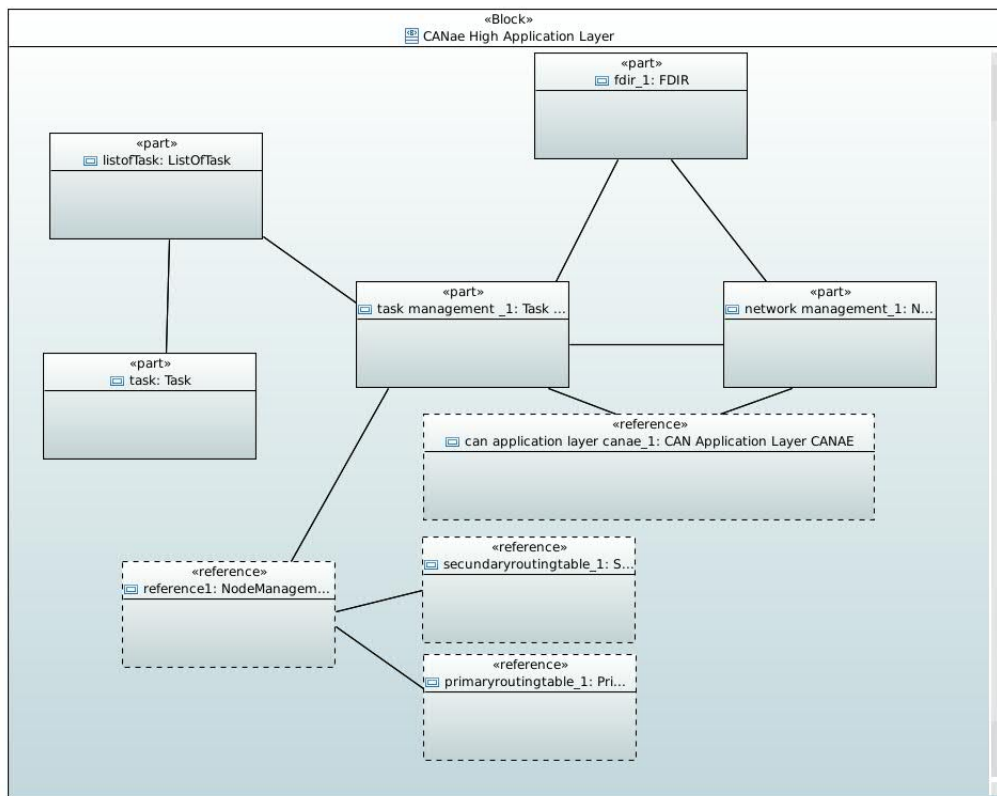 «Block»
CANae High Application Layer
«part»
fdir_1: FDIR
«part»
listofTask: ListOfTask
«part»
task management _1: Task ...
«part»
network management_1: N...
«part»
task: Task
«reference»
can application layer canae_1: CAN Application Layer CANAE
«reference»
secundaryroutingtable_1: S...
«reference»
reference1: NodeManagem...
«reference»
primaryroutingtable_1: Pri...